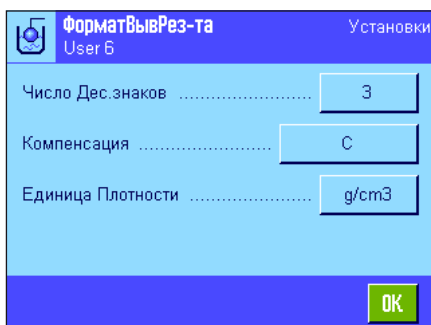 ФорматВывРез-та Установки
User 6
Число Дес.знаков ........................ 3
Компенсация ........................ C
Единица Плотности ...................... g/cm3
OK